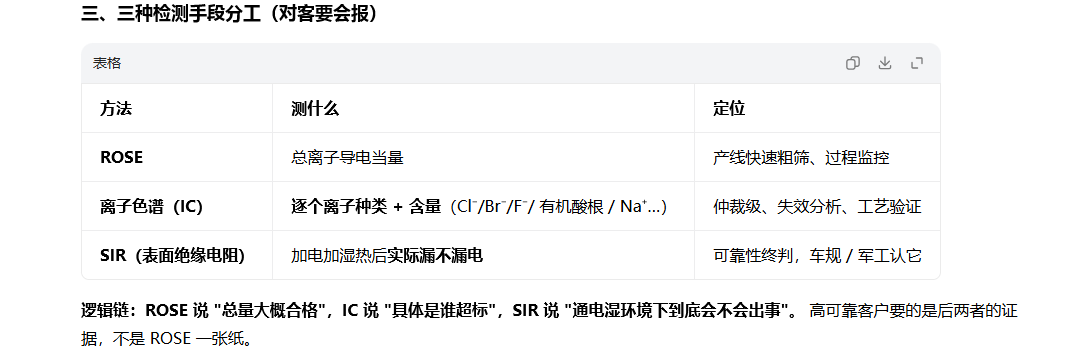 三、三种检测手段分工（对客要会报）
表格
方法 测什么 定位
ROSE 总离子导电当量 产线快速粗筛、过程监控
离子色谱（IC） 逐个离子种类 + 含量（Cl⁻/Br⁻/F⁻/ 有机酸根 / Na⁺…） 仲裁级、失效分析、工艺验证
SIR（表面绝缘电阻） 加电加湿热后实际漏不漏电 可靠性终判，车规 / 军工认它
逻辑链：ROSE 说 "总量大概合格"，IC 说 "具体是谁超标"，SIR 说 "通电湿环境下到底会不会出事"。 高可靠客户要的是后两者的证
据，不是 ROSE 一张纸。